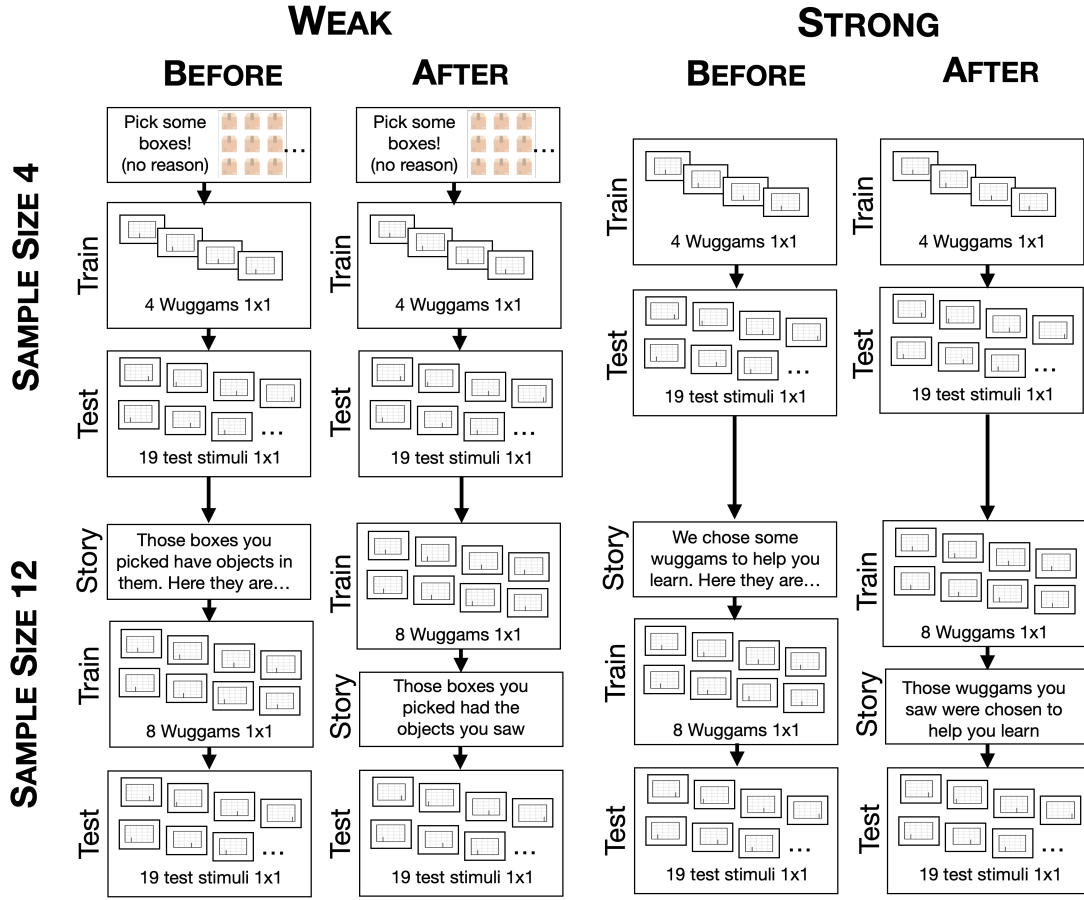 WEAK
STRONG
BEFORE
AFTER
BEFORE
AFTER
SAMPLE SIZE 4
Pick some
boxes!
(no reason)
...
Pick some
boxes!
(no reason)
...
Train
4 Wuggams 1x1
Train
4 Wuggams 1x1
Train
4 Wuggams 1x1
Train
4 Wuggams 1x1
Test
...
19 test stimuli 1x1
Test
...
19 test stimuli 1x1
Test
...
19 test stimuli 1x1
Test
...
19 test stimuli 1x1
SAMPLE SIZE 12
Story
Those boxes you
picked have objects in
them. Here they are...
Train
8 Wuggams 1x1
Test
...
19 test stimuli 1x1
Train
8 Wuggams 1x1
Story
Those boxes you
picked had the
objects you saw
Test
...
19 test stimuli 1x1
Story
We chose some
wuggams to help you
learn. Here they are...
Train
8 Wuggams 1x1
Test
...
19 test stimuli 1x1
Train
8 Wuggams 1x1
Story
Those wuggams you
saw were chosen to
help you learn
Test
...
19 test stimuli 1x1